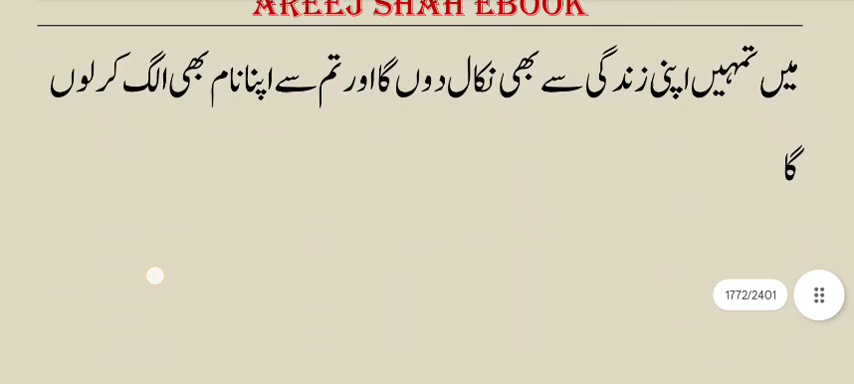 AREEJ SHAH EBOOK
میں تمہیں اپنی زندگی سے بھی نکال دوں گا اور تم سے اپنا نام بھی الگ کر لوں
گا
1772/2401